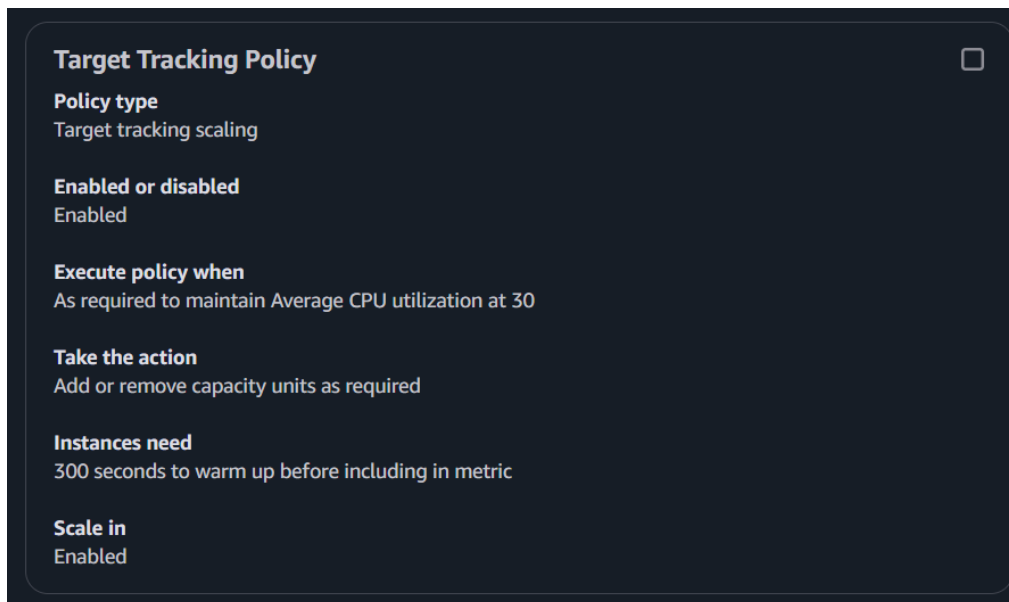 Target Tracking Policy
Policy type
Target tracking scaling
Enabled or disabled
Enabled
Execute policy when
As required to maintain Average CPU utilization at 30
Take the action
Add or remove capacity units as required
Instances need
300 seconds to warm up before including in metric
Scale in
Enabled